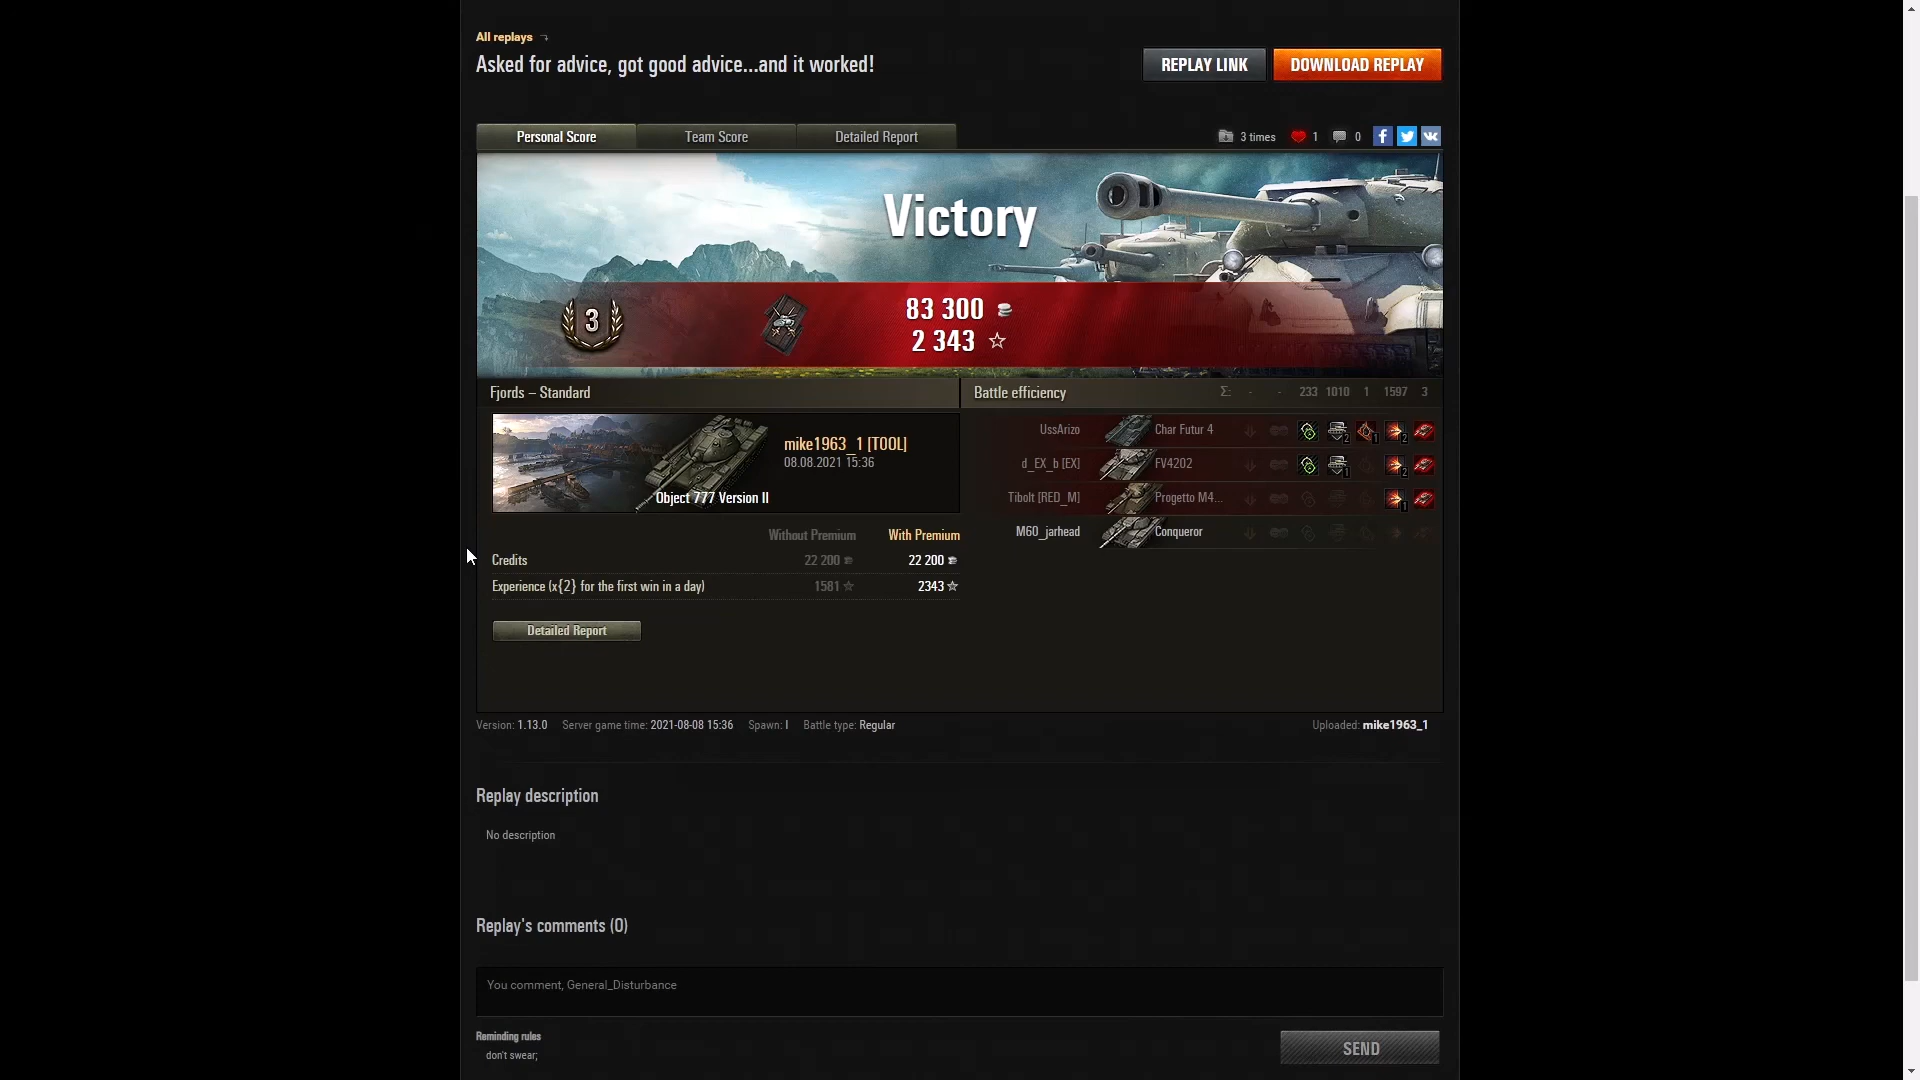 All replays
Asked for advice, got good advice...and it worked!
REPLAY LINK
DOWNLOAD REPLAY
Personal Score
Team Score
Detailed Report
3 times
1
0
Victory
3
83 300
2 343
Fjords – Standard
Battle efficiency
Σ: - - 233 1010 1 1597 3
mike1963_1 [TOOL]
08.08.2021 15:36
Object 777 Version II
UssArizo Char Futur 4 2 1 2
d_EX_b [EX] FV4202 1 2
Tibolt [RED_M] Progetto M4... 1
M60_jarhead Conqueror
Without Premium With Premium
Credits 22 200 22 200
Experience (x{2} for the first win in a day) 1581 2343
Detailed Report
Version: 1.13.0 Server game time: 2021-08-08 15:36 Spawn: I Battle type: Regular
Uploaded: mike1963_1
Replay description
No description
Replay's comments (0)
You comment, General_Disturbance
Reminding rules
don't swear;
SEND